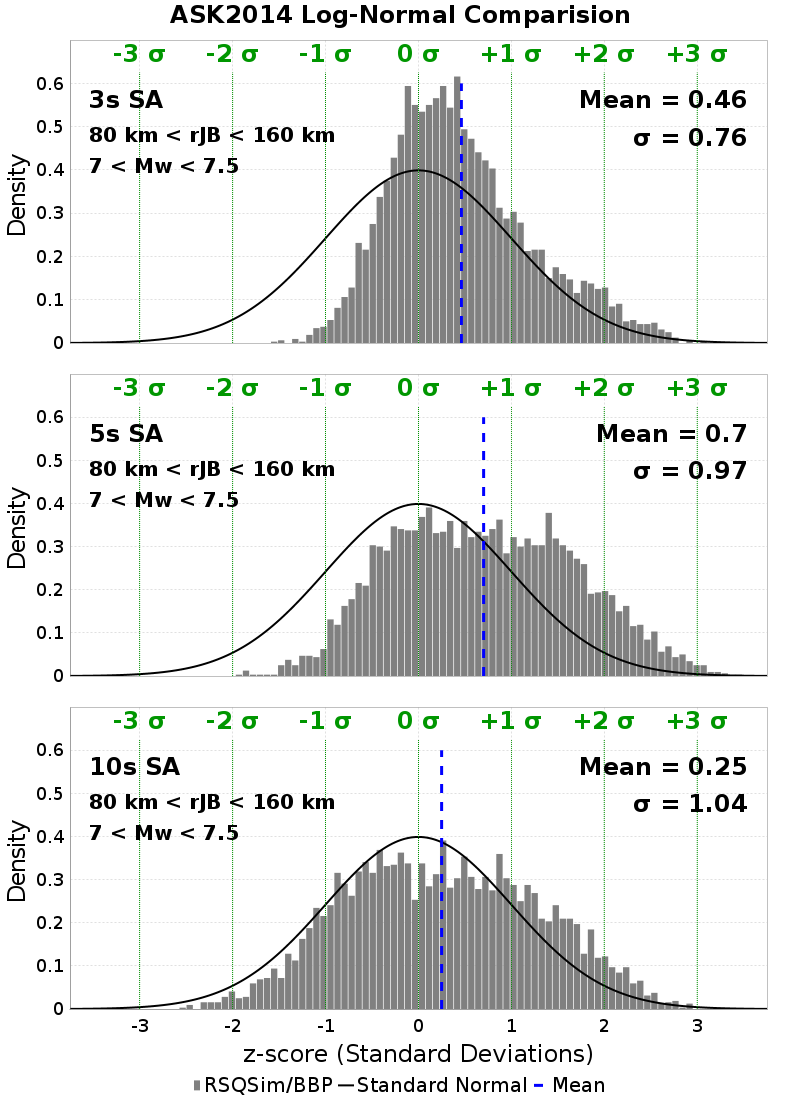 ASK2014 Log-Normal Comparision
-3 σ -2 σ -1 σ 0 σ +1 σ +2 σ +3 σ
3s SA
80 km < rJB < 160 km
7 < Mw < 7.5
Mean = 0.46
σ = 0.76
Density
0.6
0.5
0.4
0.3
0.2
0.1
0
-3 σ -2 σ -1 σ 0 σ +1 σ +2 σ +3 σ
5s SA
80 km < rJB < 160 km
7 < Mw < 7.5
Mean = 0.7
σ = 0.97
Density
0.6
0.5
0.4
0.3
0.2
0.1
0
-3 σ -2 σ -1 σ 0 σ +1 σ +2 σ +3 σ
10s SA
80 km < rJB < 160 km
7 < Mw < 7.5
Mean = 0.25
σ = 1.04
Density
0.6
0.5
0.4
0.3
0.2
0.1
0
-3 -2 -1 0 1 2 3
z-score (Standard Deviations)
RSQSim/BBP Standard Normal Mean